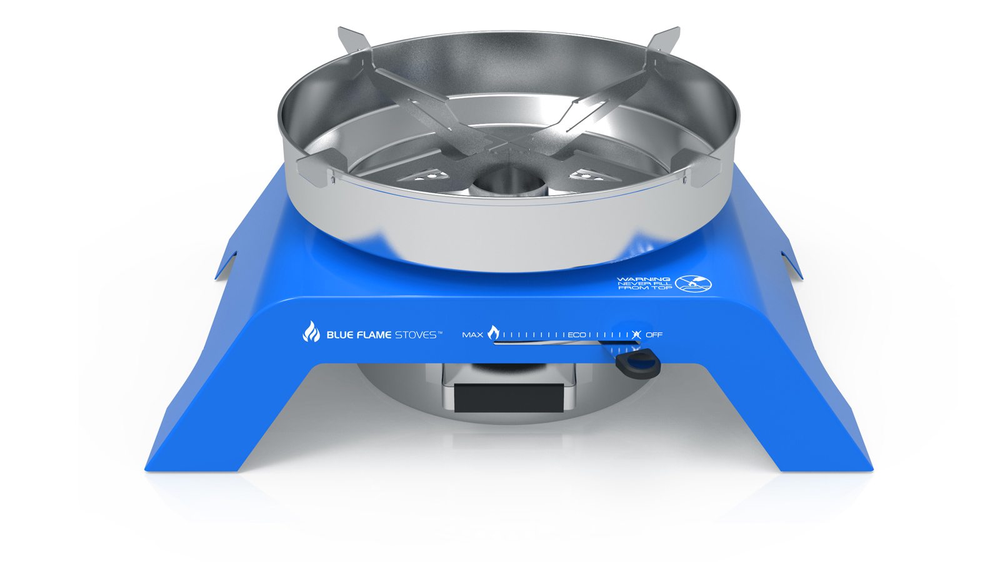 WARNING
NEVER FILL
FROM TOP
BLUE FLAME STOVES™
MAX ECO OFF